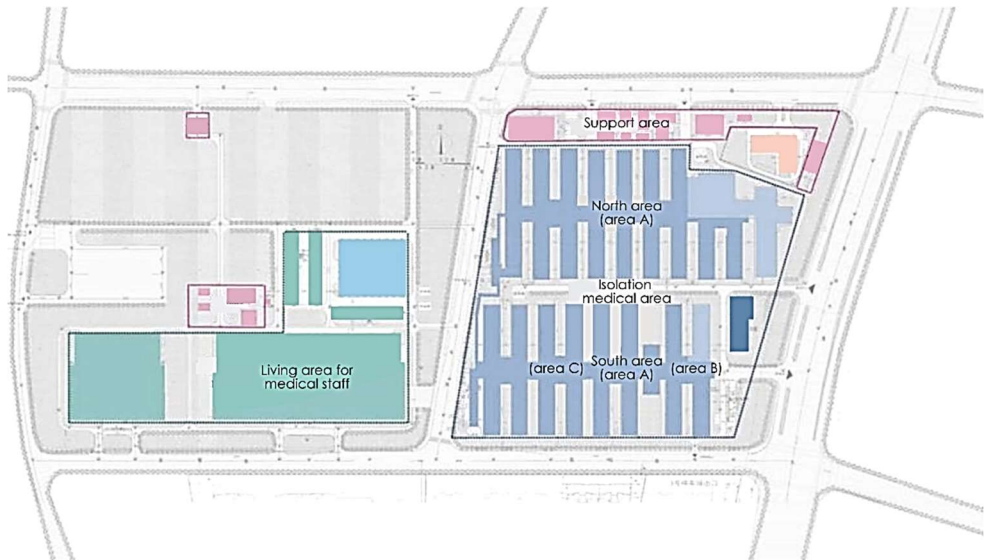 Support area
North area
(area A)
Isolation
medical area
(area C)
South area
(area A)
(area B)
Living area for
medical staff